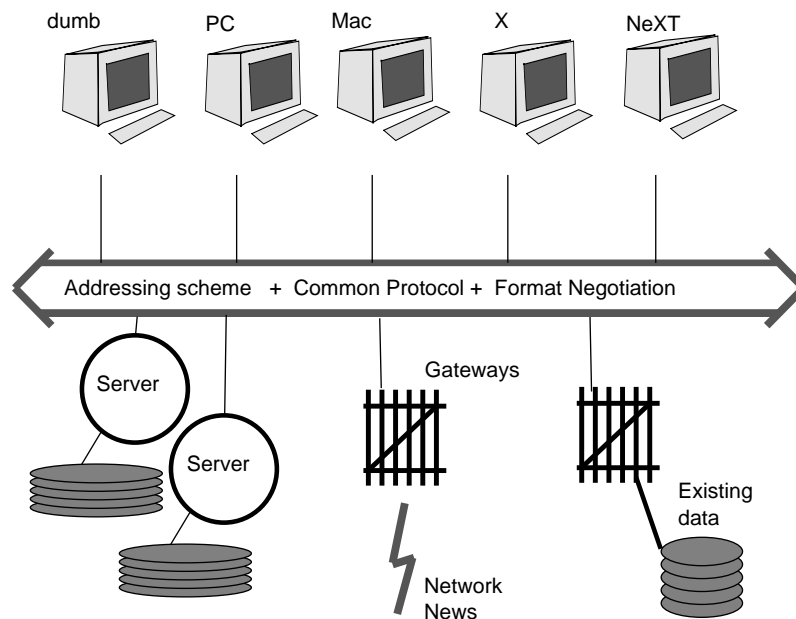 dumb
PC
Mac
X
NeXT
Addressing scheme + Common Protocol + Format Negotiation
Server
Gateways
Server
Existing
data
Network
News